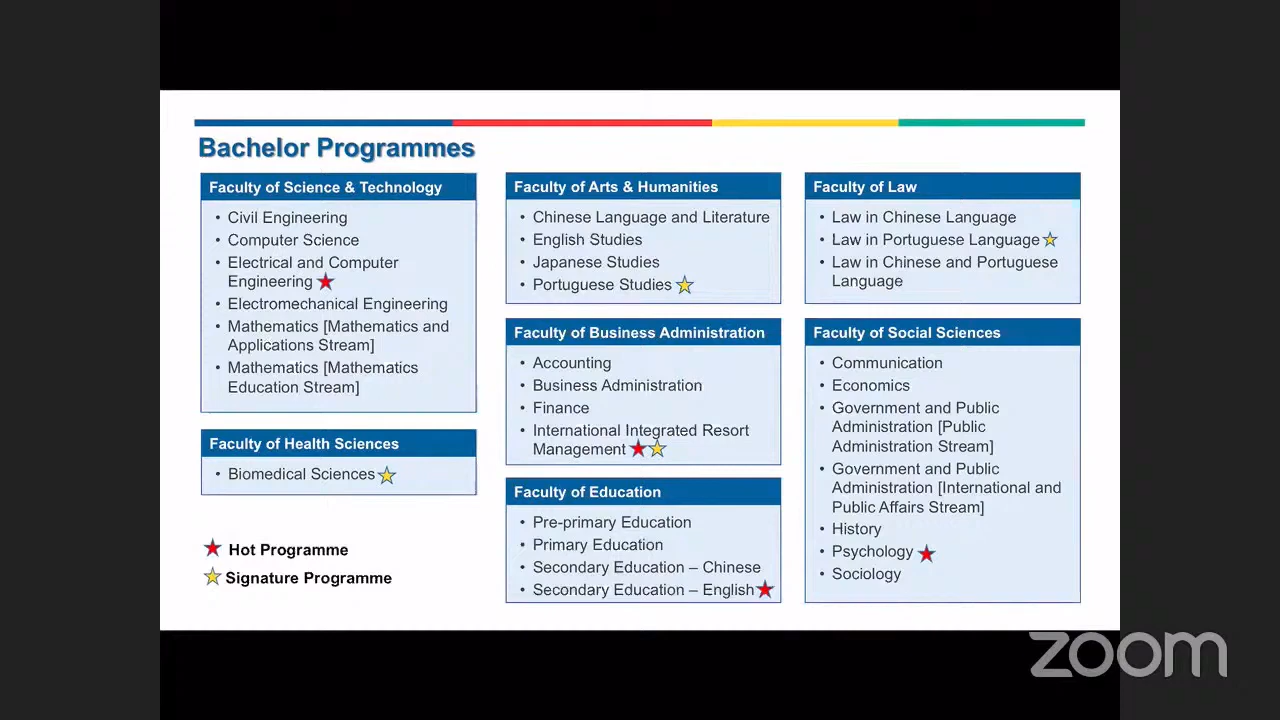 Bachelor Programmes
Faculty of Science & Technology
• Civil Engineering
• Computer Science
• Electrical and Computer
Engineering
• Electromechanical Engineering
• Mathematics [Mathematics and
Applications Stream]
• Mathematics [Mathematics
Education Stream]
Faculty of Health Sciences
• Biomedical Sciences
Hot Programme
Signature Programme
Faculty of Arts & Humanities
• Chinese Language and Literature
• English Studies
• Japanese Studies
• Portuguese Studies
Faculty of Business Administration
• Accounting
• Business Administration
• Finance
• International Integrated Resort
Management
Faculty of Education
• Pre-primary Education
• Primary Education
• Secondary Education – Chinese
• Secondary Education – English
Faculty of Law
• Law in Chinese Language
• Law in Portuguese Language
• Law in Chinese and Portuguese
Language
Faculty of Social Sciences
• Communication
• Economics
• Government and Public
Administration [Public
Administration Stream]
• Government and Public
Administration [International and
Public Affairs Stream]
• History
• Psychology
• Sociology
zoom